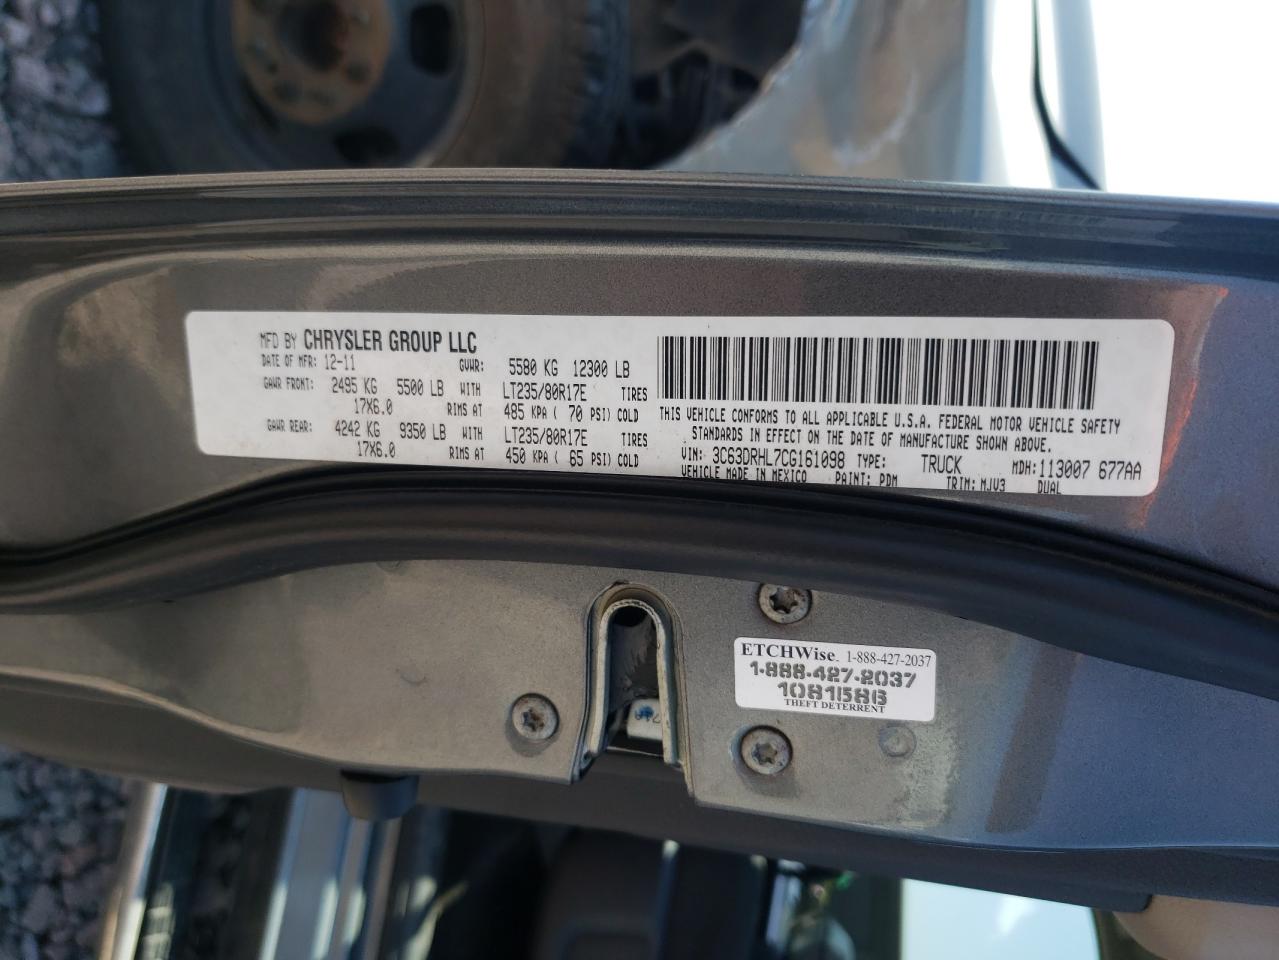 MFD BY CHRYSLER GROUP LLC
DATE OF MFR: 12-11 GVWR: 5580 KG 12300 LB
GAWR FRONT: 2495 KG 5500 LB WITH LT235/80R17E TIRES
17X6.0 RIMS AT 485 KPA ( 70 PSI) COLD
GAWR REAR: 4242 KG 9350 LB WITH LT235/80R17E TIRES
17X6.0 RIMS AT 450 KPA ( 65 PSI) COLD
THIS VEHICLE CONFORMS TO ALL APPLICABLE U.S.A. FEDERAL MOTOR VEHICLE SAFETY
STANDARDS IN EFFECT ON THE DATE OF MANUFACTURE SHOWN ABOVE.
VIN: 3C63DRHL7CG161098 TYPE: TRUCK MDH: 113007 677AA
VEHICLE MADE IN MEXICO PAINT: PDM TRIM: MJV3 DUAL
ETCHWise. 1-888-427-2037
1-888-427-2037
1081586
THEFT DETERRENT